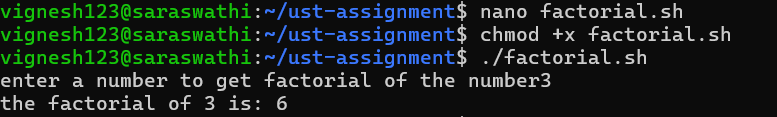 vignesh123@saraswathi:~/ust-assignment$ nano factorial.sh
vignesh123@saraswathi:~/ust-assignment$ chmod +x factorial.sh
vignesh123@saraswathi:~/ust-assignment$ ./factorial.sh
enter a number to get factorial of the number3
the factorial of 3 is: 6